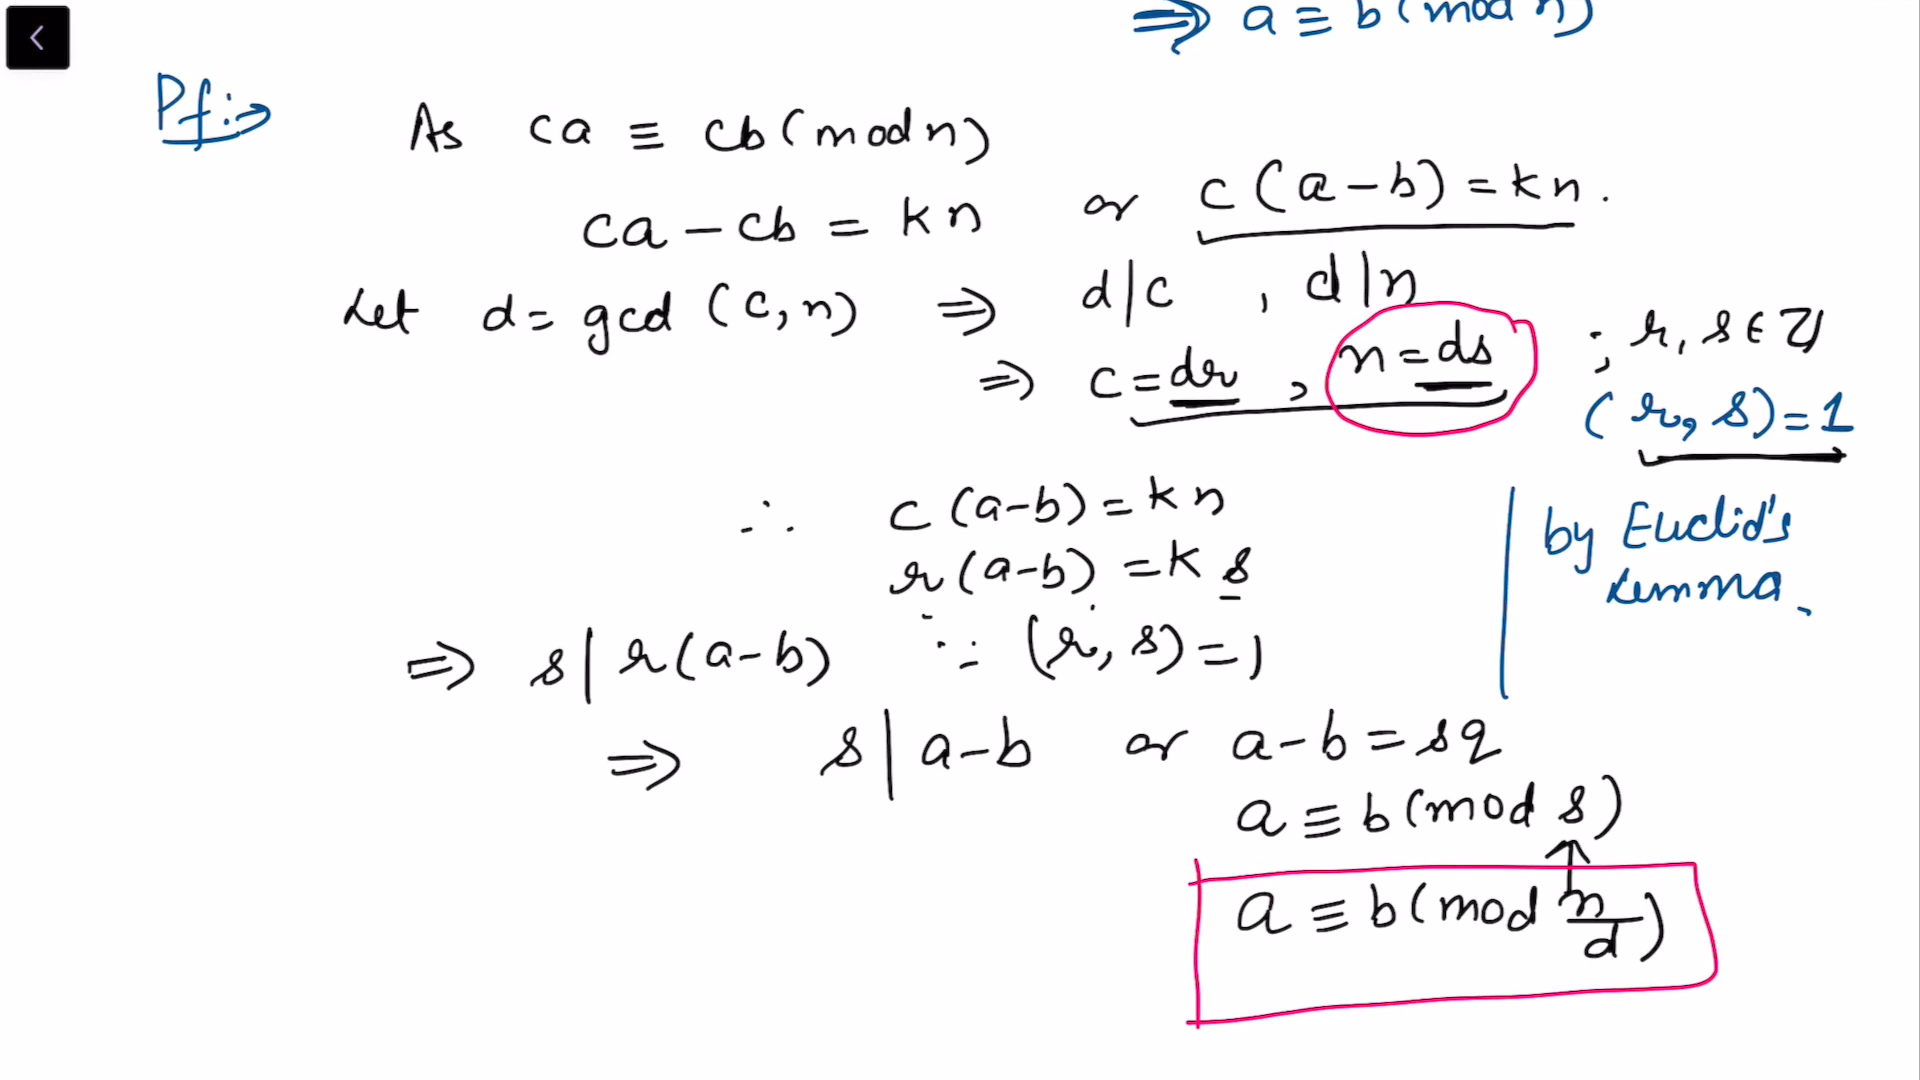 ⇒ a ≡ b (mod n)
Pf:→
As ca ≡ cb (mod n)
ca - cb = kn or c(a-b) = kn.
Let d = gcd (c, n) ⇒ d|c , d|n
⇒ c = dr , n = ds ; r, s ∈ Z
(r, s) = 1
∴ c(a-b) = kn
r(a-b) = k s
by Euclid's
Lemma.
⇒ s | r(a-b) ∵ (r, s) = 1
⇒ s | a-b or a-b = sq
a ≡ b (mod s)
↑
a ≡ b (mod n/d)